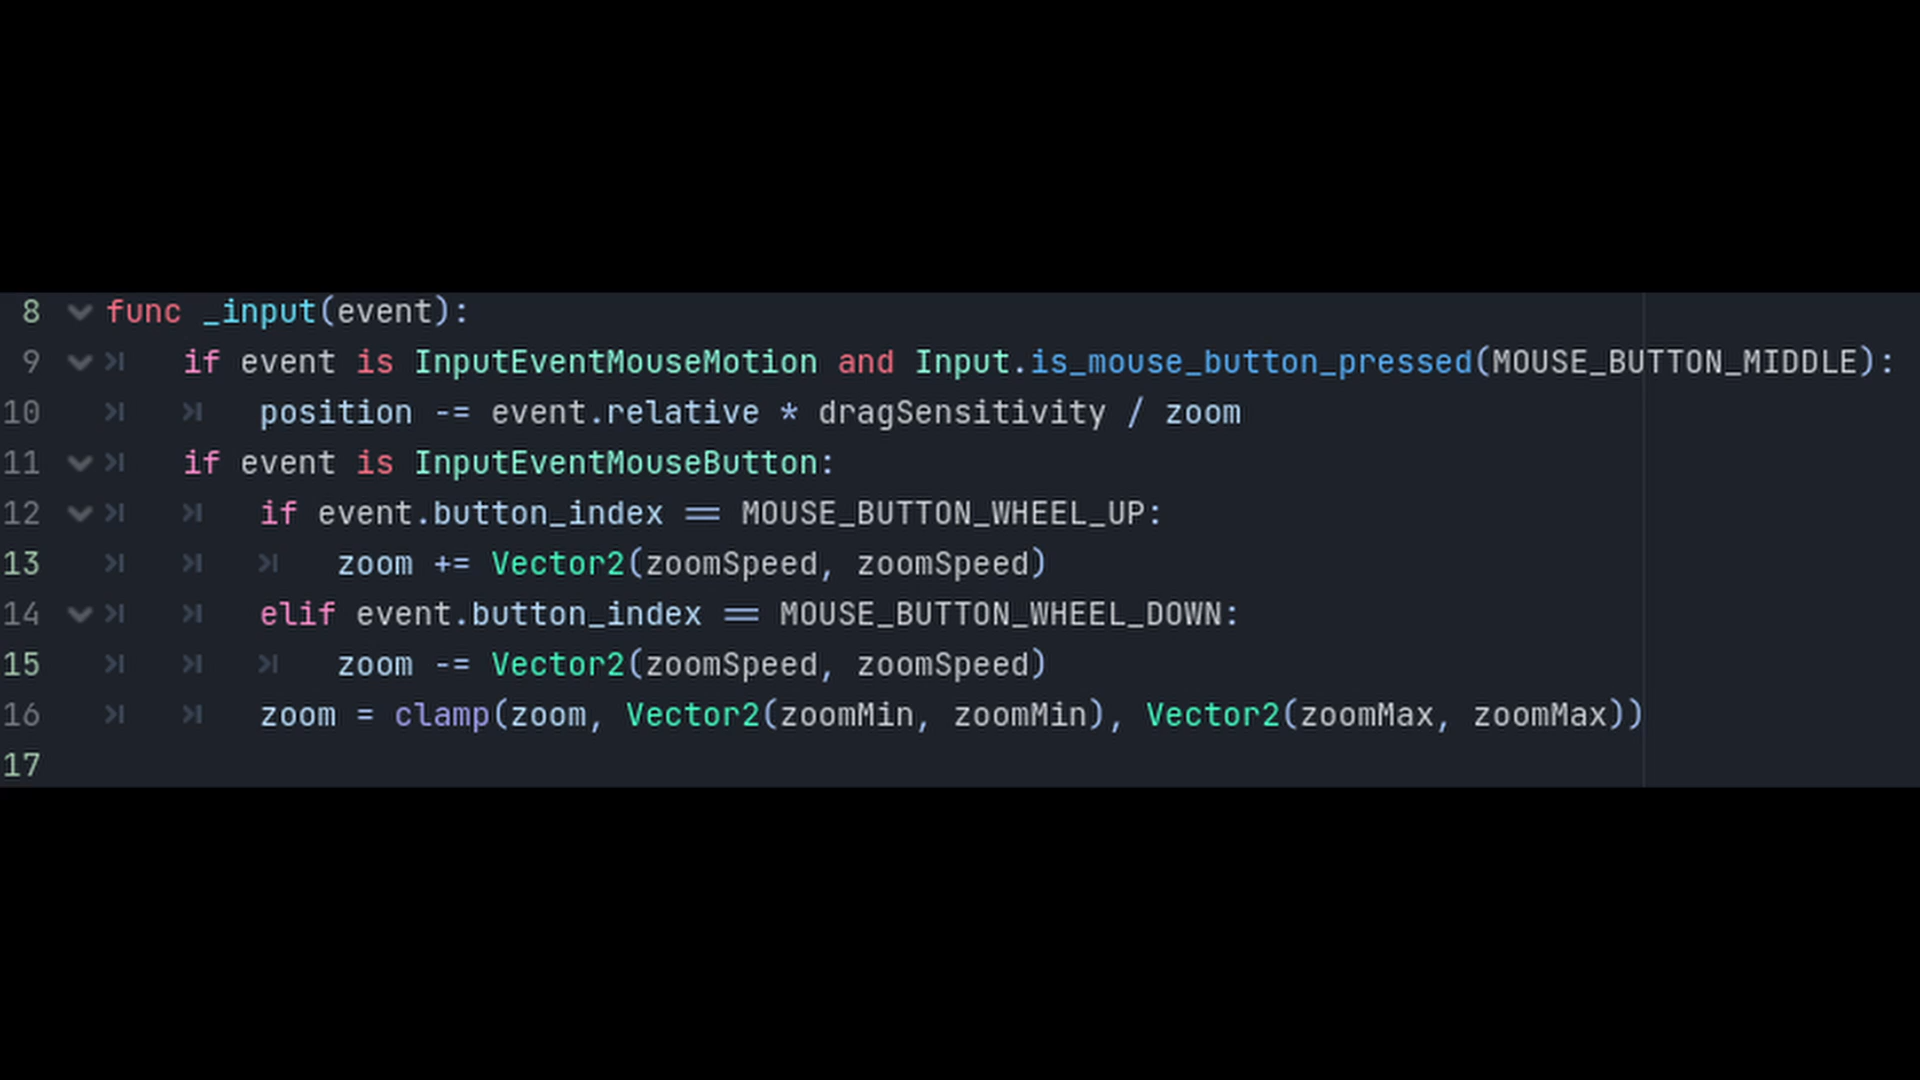 8 func _input(event):
9 if event is InputEventMouseMotion and Input.is_mouse_button_pressed(MOUSE_BUTTON_MIDDLE):
10 position -= event.relative * dragSensitivity / zoom
11 if event is InputEventMouseButton:
12 if event.button_index == MOUSE_BUTTON_WHEEL_UP:
13 zoom += Vector2(zoomSpeed, zoomSpeed)
14 elif event.button_index == MOUSE_BUTTON_WHEEL_DOWN:
15 zoom -= Vector2(zoomSpeed, zoomSpeed)
16 zoom = clamp(zoom, Vector2(zoomMin, zoomMin), Vector2(zoomMax, zoomMax))
17